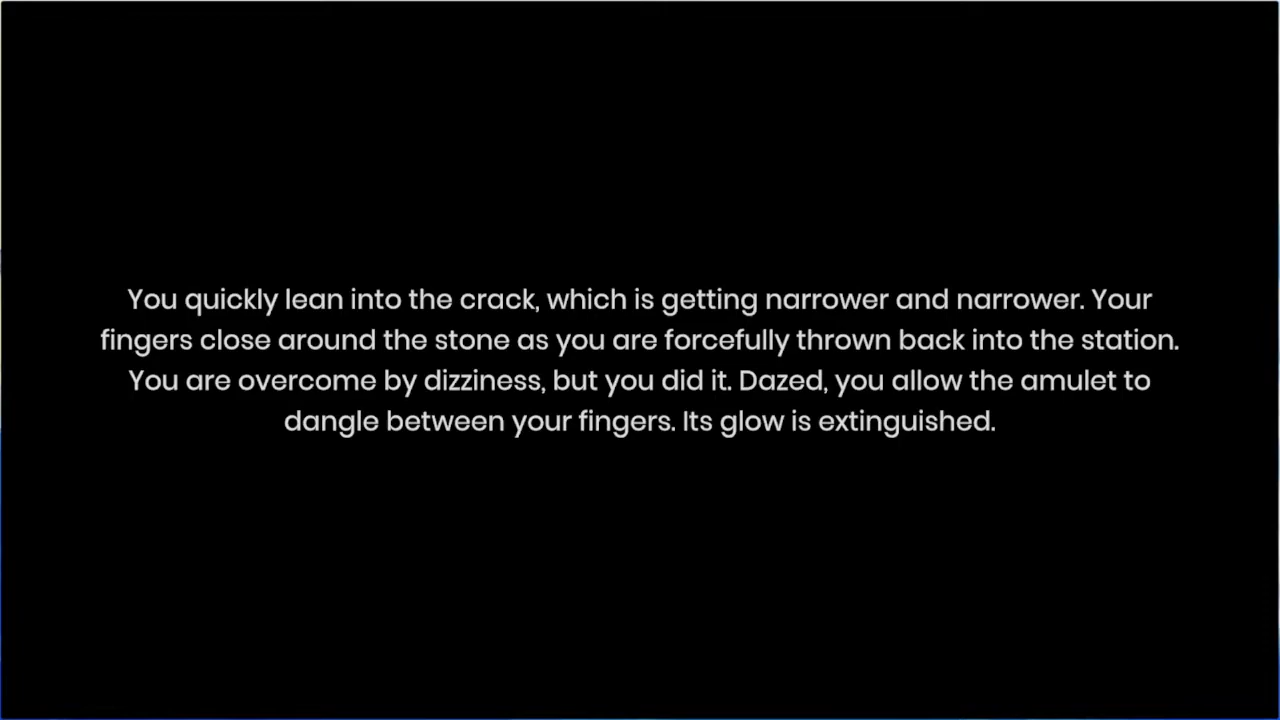 You quickly lean into the crack, which is getting narrower and narrower. Your
fingers close around the stone as you are forcefully thrown back into the station.
You are overcome by dizziness, but you did it. Dazed, you allow the amulet to
dangle between your fingers. Its glow is extinguished.